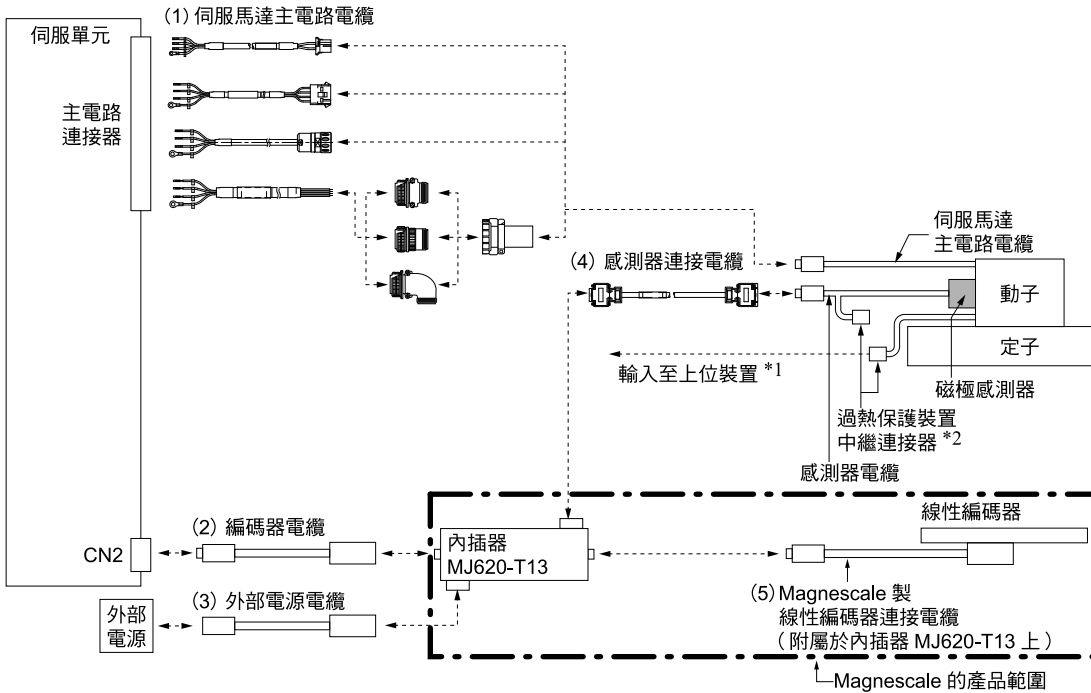 (1) 伺服馬達主電路電纜
伺服單元
主電路
連接器
(4) 感測器連接電纜
伺服馬達
主電路電纜
動子
定子
輸入至上位裝置 *1
磁極感測器
過熱保護裝置
中繼連接器 *2
感測器電纜
線性編碼器
(2) 編碼器電纜
CN2
內插器
MJ620-T13
(3) 外部電源電纜
外部
電源
(5) Magnescale 製
線性編碼器連接電纜
（附屬於內插器 MJ620-T13 上）
Magnescale 的產品範圍